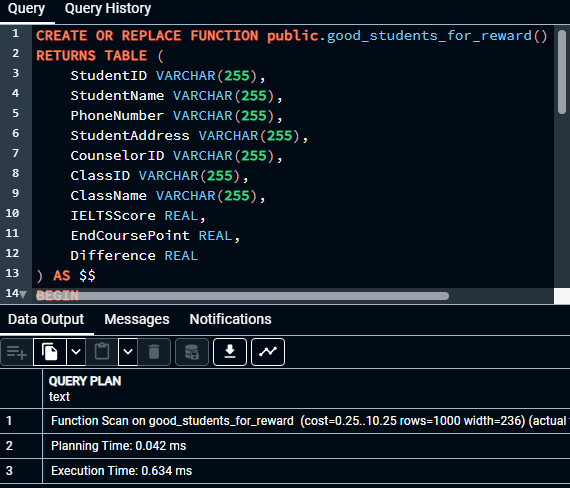 Query Query History
1 CREATE OR REPLACE FUNCTION public.good_students_for_reward()
2 RETURNS TABLE (
3 StudentID VARCHAR(255),
4 StudentName VARCHAR(255),
5 PhoneNumber VARCHAR(255),
6 StudentAddress VARCHAR(255),
7 CounselorID VARCHAR(255),
8 ClassID VARCHAR(255),
9 ClassName VARCHAR(255),
10 IELTSScore REAL,
11 EndCoursePoint REAL,
12 Difference REAL
13 ) AS $$
14 BEGIN
Data Output Messages Notifications
QUERY PLAN
text
1 Function Scan on good_students_for_reward (cost=0.25..10.25 rows=1000 width=236) (actual
2 Planning Time: 0.042 ms
3 Execution Time: 0.634 ms